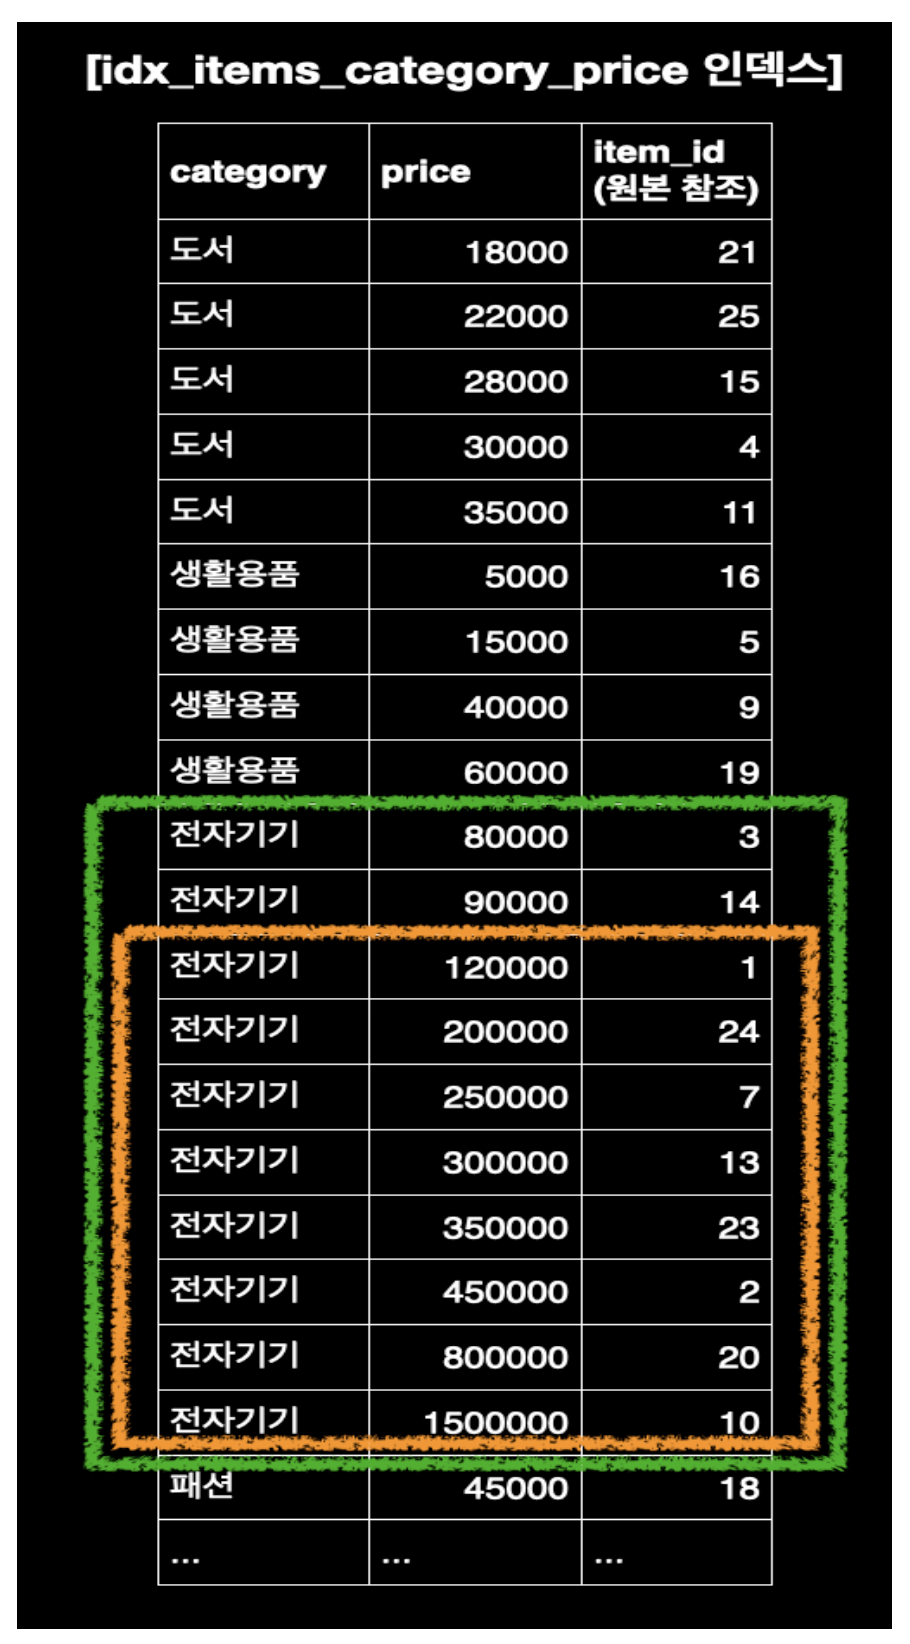 [idx_items_category_price 인덱스]
category price item_id (원본 참조)
도서 18000 21
도서 22000 25
도서 28000 15
도서 30000 4
도서 35000 11
생활용품 5000 16
생활용품 15000 5
생활용품 40000 9
생활용품 60000 19
전자기기 80000 3
전자기기 90000 14
전자기기 120000 1
전자기기 200000 24
전자기기 250000 7
전자기기 300000 13
전자기기 350000 23
전자기기 450000 2
전자기기 800000 20
전자기기 1500000 10
패션 45000 18
... ... ...